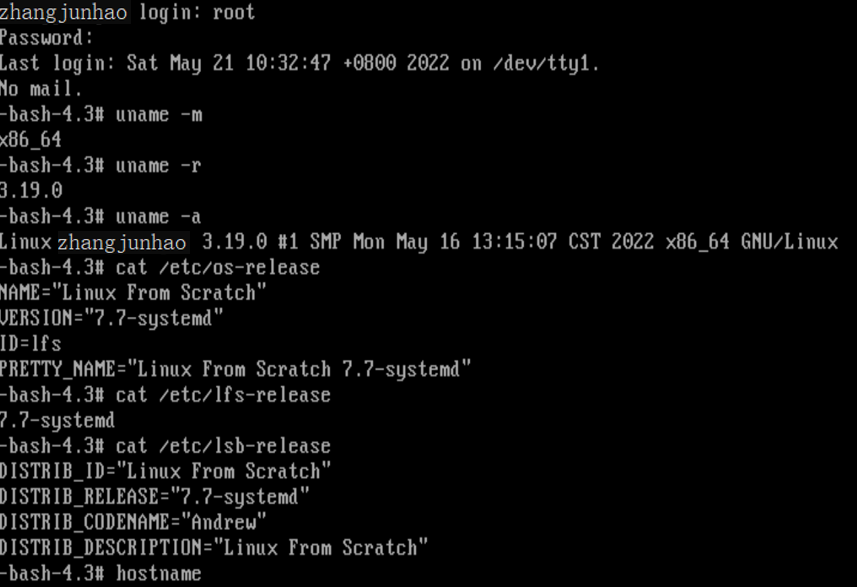 zhangjunhao login: root
Password:
Last login: Sat May 21 10:32:47 +0800 2022 on /dev/tty1.
No mail.
-bash-4.3# uname -m
x86_64
-bash-4.3# uname -r
3.19.0
-bash-4.3# uname -a
Linux zhangjunhao 3.19.0 #1 SMP Mon May 16 13:15:07 CST 2022 x86_64 GNU/Linux
-bash-4.3# cat /etc/os-release
NAME="Linux From Scratch"
VERSION="7.7-systemd"
ID=lfs
PRETTY_NAME="Linux From Scratch 7.7-systemd"
-bash-4.3# cat /etc/lfs-release
7.7-systemd
-bash-4.3# cat /etc/lsb-release
DISTRIB_ID="Linux From Scratch"
DISTRIB_RELEASE="7.7-systemd"
DISTRIB_CODENAME="Andrew"
DISTRIB_DESCRIPTION="Linux From Scratch"
-bash-4.3# hostname